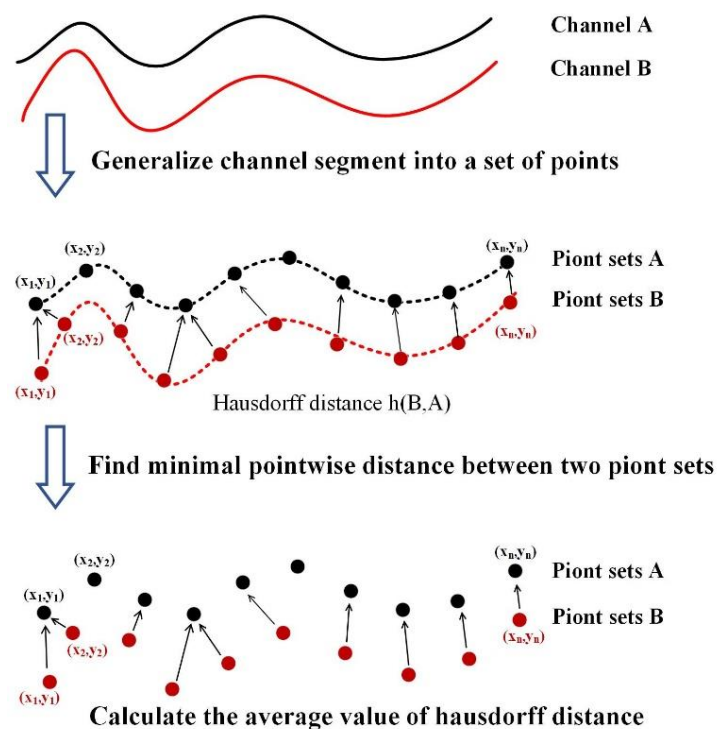 Channel A
Channel B
Generalize channel segment into a set of points
(x₂,y₂)
(xₙ,yₙ)
Piont sets A
(x₁,y₁)
Piont sets B
(x₂,y₂)
(xₙ,yₙ)
(x₁,y₁)
Hausdorff distance h(B,A)
Find minimal pointwise distance between two piont sets
(x₂,y₂)
(xₙ,yₙ)
Piont sets A
(x₁,y₁)
Piont sets B
(x₂,y₂)
(xₙ,yₙ)
(x₁,y₁)
Calculate the average value of hausdorff distance